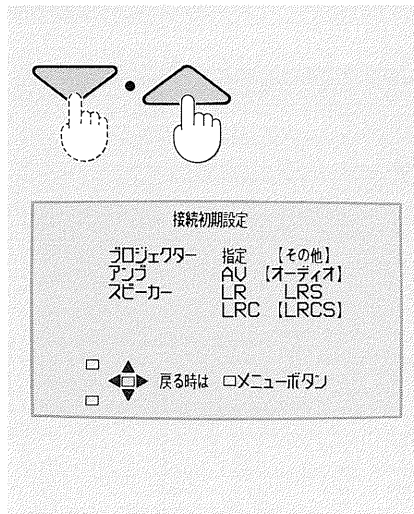 接続初期設定
プロジェクター 指定 【その他】
アンプ AV 【オーディオ】
スピーカー LR LRS
LRC 【LRCS】
戻る時は □メニューボタン